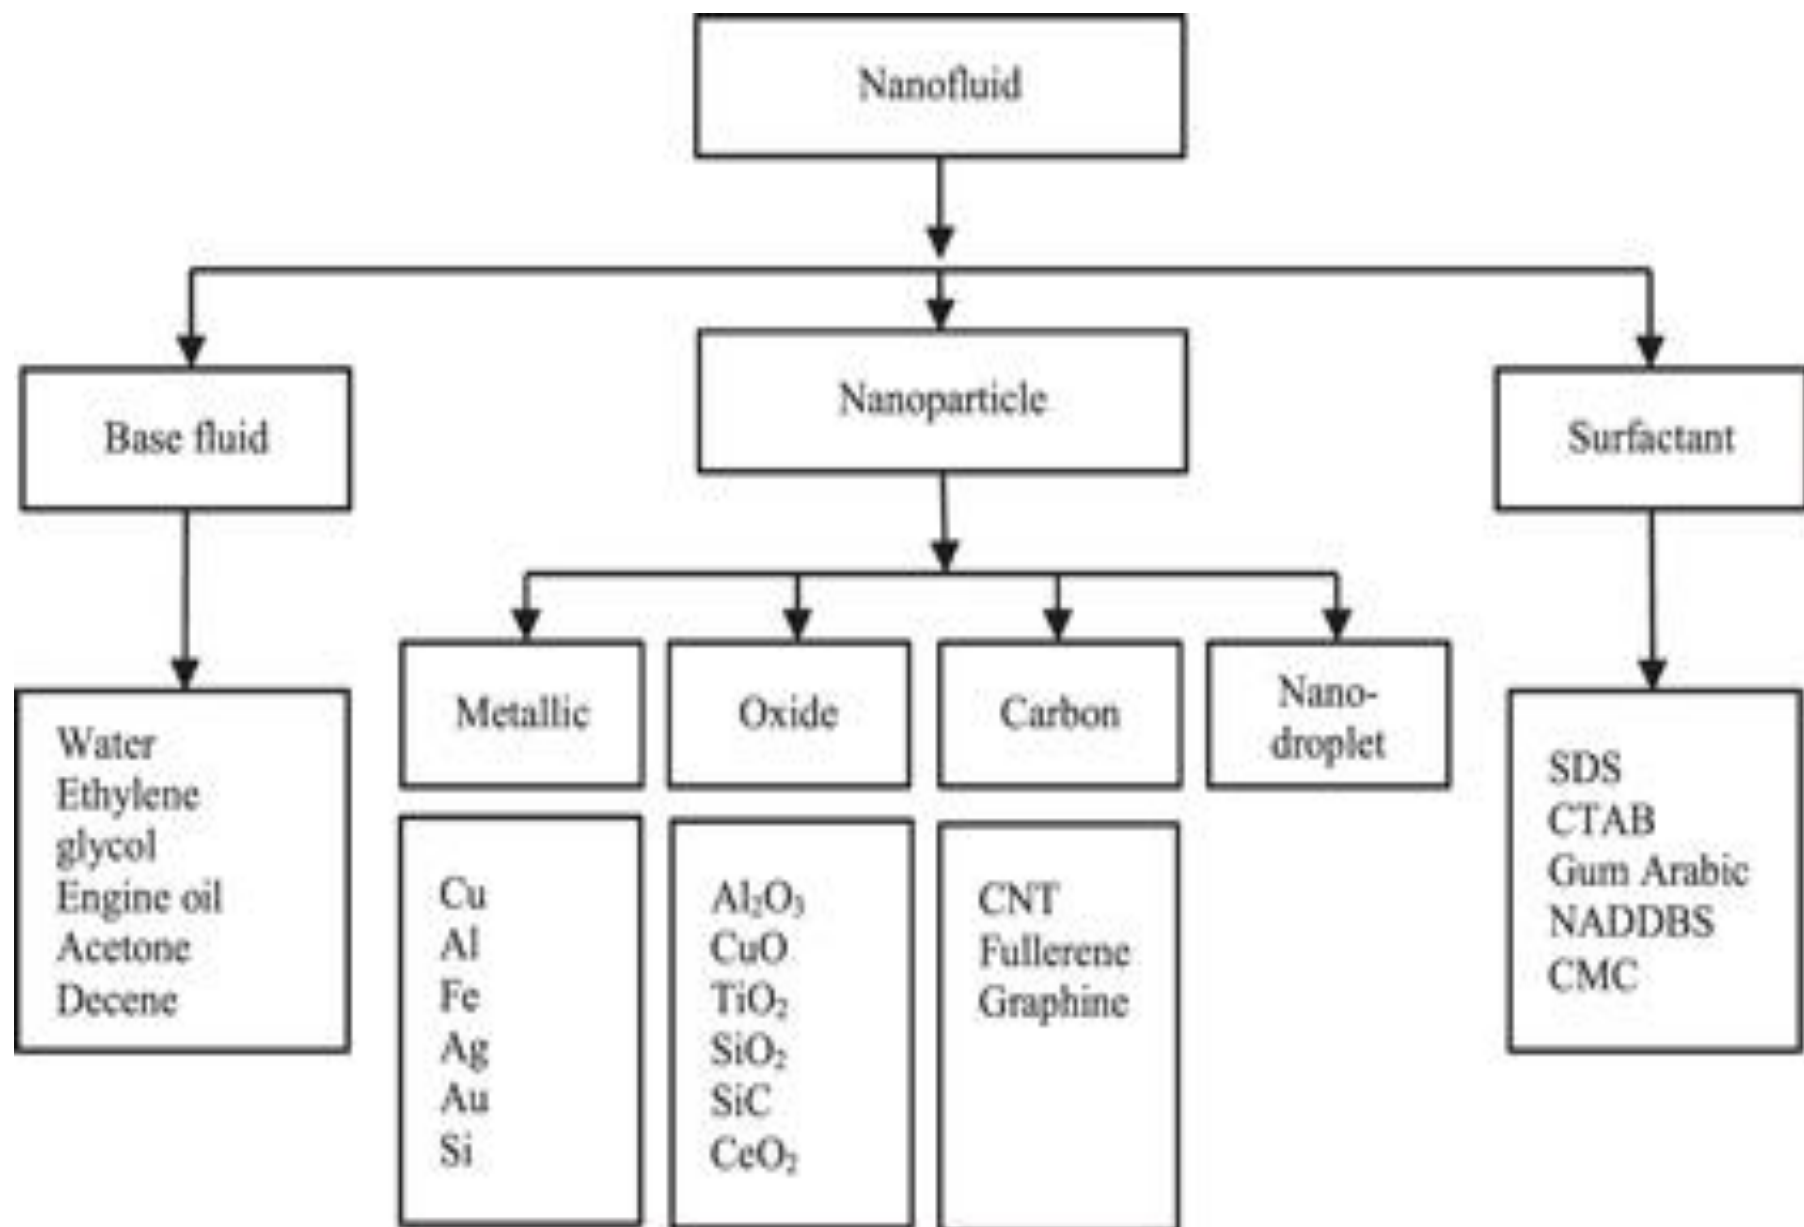 Nanofluid
Base fluid
Nanoparticle
Surfactant
Water
Ethylene
glycol
Engine oil
Acetone
Decene
Metallic
Oxide
Carbon
Nano-
droplet
Cu
Al
Fe
Ag
Au
Si
Al₂O₃
CuO
TiO₂
SiO₂
SiC
CeO₂
CNT
Fullerene
Graphine
SDS
CTAB
Gum Arabic
NADDBS
CMC